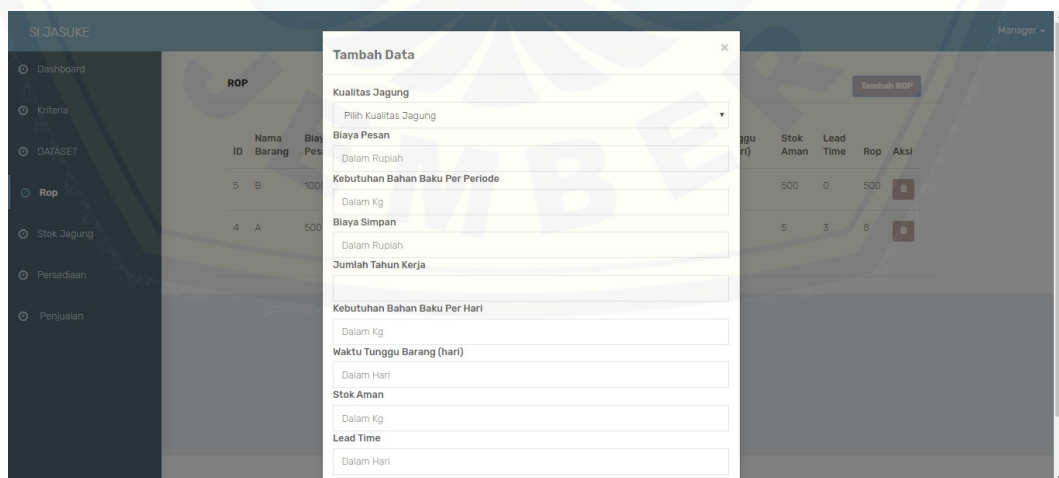 SI JASUKE
Manager
Dashboard
Kriteria
DATASET
Rop
Stok Jagung
Persediaan
Penjualan
ROP
Tambah ROP
ID Nama Barang Stok Aman Lead Time Rop Aksi
5 B 500 0 500
4 A 5 3 8
Tambah Data
×
Kualitas Jagung
Pilih Kualitas Jagung
Biaya Pesan
Dalam Rupiah
Kebutuhan Bahan Baku Per Periode
Dalam Kg
Biaya Simpan
Dalam Rupiah
Jumlah Tahun Kerja
Kebutuhan Bahan Baku Per Hari
Dalam Kg
Waktu Tunggu Barang (hari)
Dalam Hari
Stok Aman
Dalam Kg
Lead Time
Dalam Hari
JEMBER